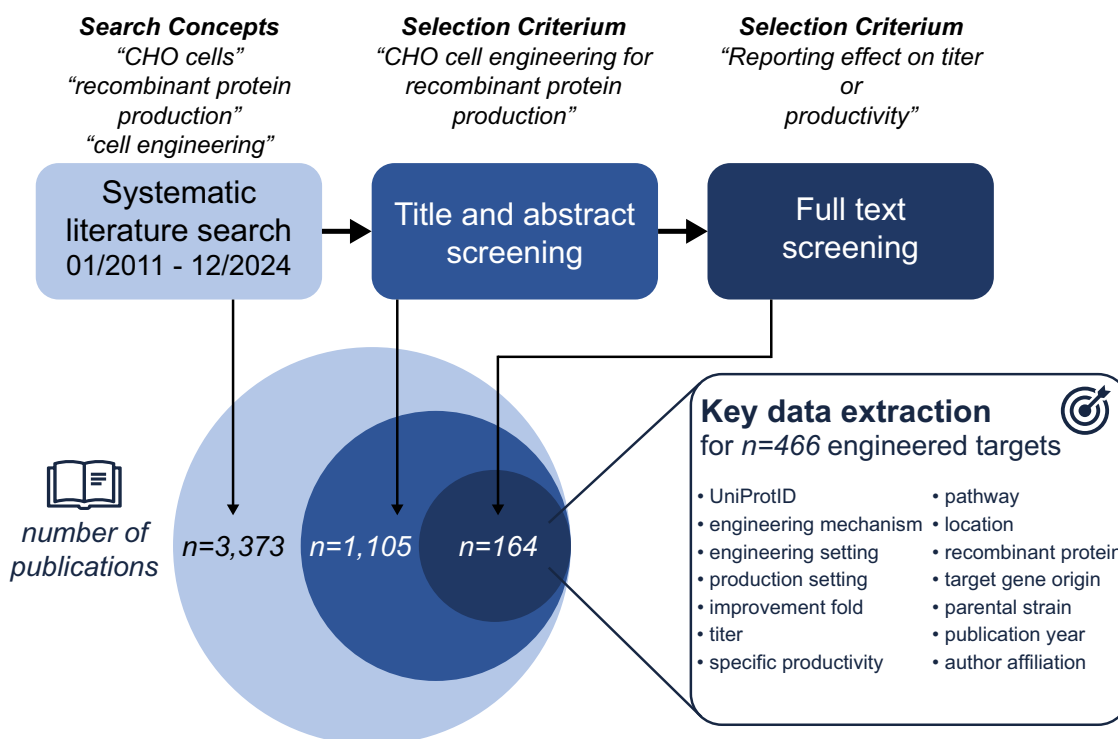 Search Concepts
“CHO cells”
“recombinant protein
production”
“cell engineering”
Selection Criterium
“CHO cell engineering for
recombinant protein
production”
Selection Criterium
“Reporting effect on titer
or
productivity”
Systematic
literature search
01/2011 - 12/2024
Title and abstract
screening
Full text
screening
number of
publications
n=3,373
n=1,105
n=164
Key data extraction
for n=466 engineered targets
• UniProtID
• engineering mechanism
• engineering setting
• production setting
• improvement fold
• titer
• specific productivity
• pathway
• location
• recombinant protein
• target gene origin
• parental strain
• publication year
• author affiliation